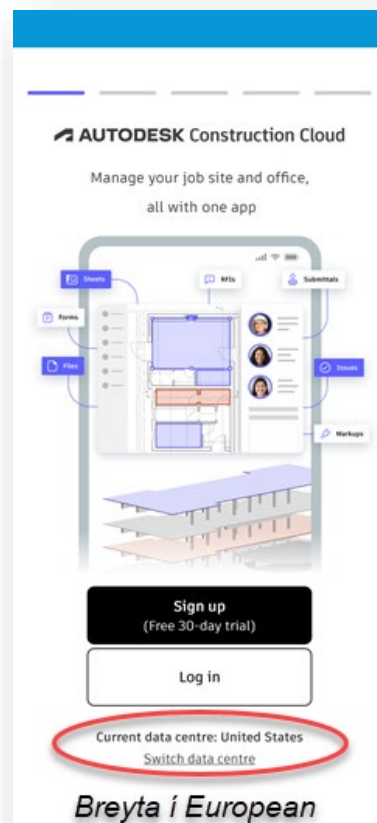 AUTODESK Construction Cloud
Manage your job site and office,
all with one app
Sheets
RFIs
Submittals
Forms
Files
Issues
Markups
Sign up
(Free 30-day trial)
Log in
Current data centre: United States
Switch data centre
Breyta í European